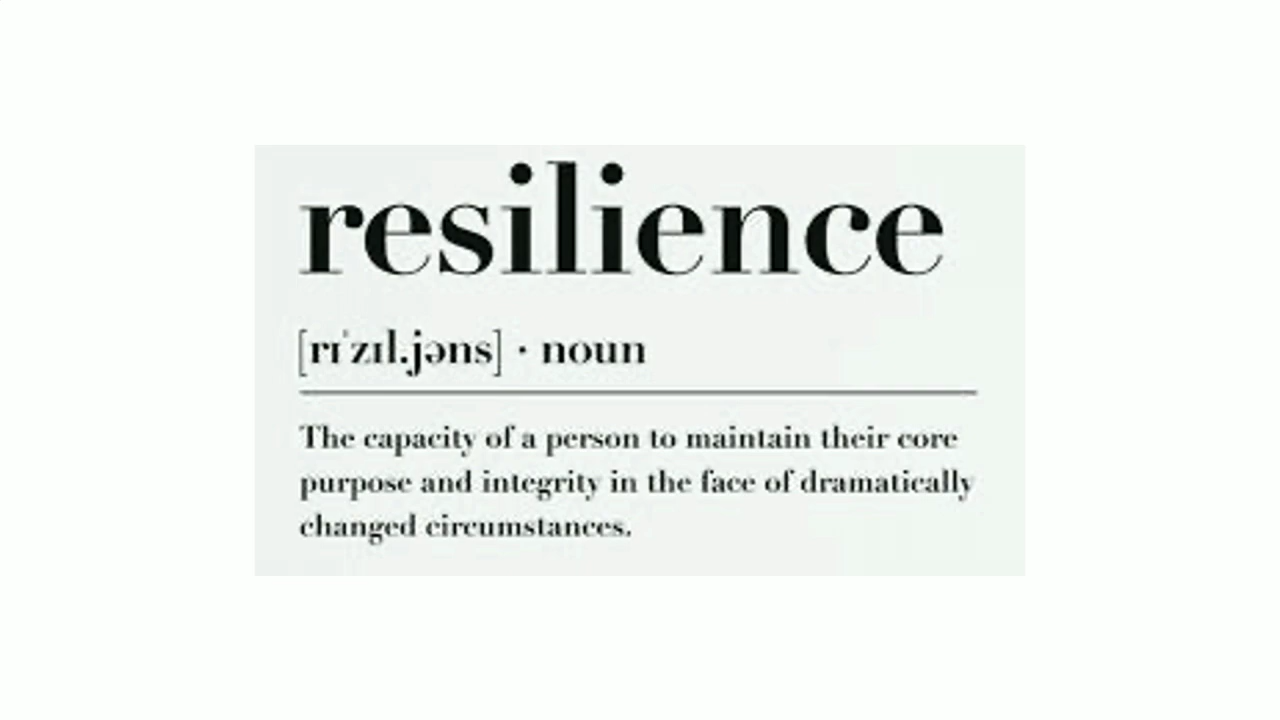 resilience
[rɪˈzɪl.jəns] · noun
The capacity of a person to maintain their core
purpose and integrity in the face of dramatically
changed circumstances.